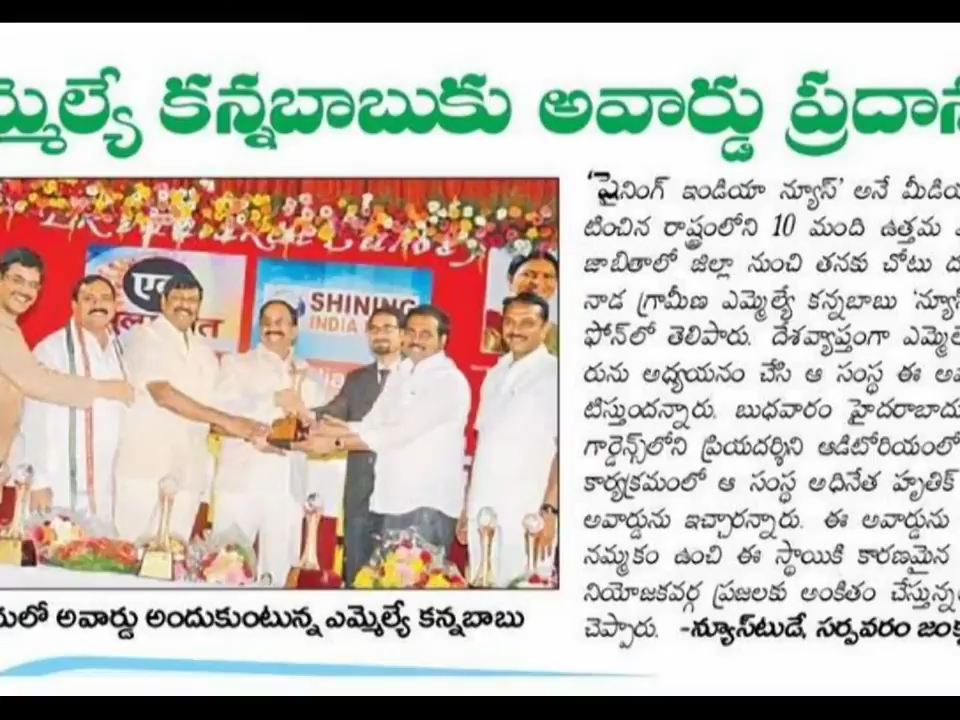 మ్మెల్యే కన్నబాబుకు అవార్డు ప్రదాన
SHINING
INDIA
లో అవార్డు అందుకుంటున్న ఎమ్మెల్యే కన్నబాబు
‘షైనింగ్ ఇండియా న్యూస్’ అనే మీడియ
టించిన రాష్ట్రంలోని 10 మంది ఉత్తమ
జాబితాలో జిల్లా నుంచి తనకు చోటు ద
నాడ గ్రామీణ ఎమ్మెల్యే కన్నబాబు ‘న్యూస్
ఫోన్‌లో తెలిపారు. దేశవ్యాప్తంగా ఎమ్మెల్
రును అధ్యయనం చేసి ఆ సంస్థ ఈ అవ
టిస్తుందన్నారు. బుధవారం హైదరాబాదు
గార్డెన్స్‌లోని ప్రియదర్శిని ఆడిటోరియంలో
కార్యక్రమంలో ఆ సంస్థ అధినేత హృతిక్
అవార్డును ఇచ్చారన్నారు. ఈ అవార్డును
నమ్మకం ఉంచి ఈ స్థాయికి కారణమైన
నియోజకవర్గ ప్రజలకు అంకితం చేస్తున్న
చెప్పారు. -న్యూస్‌టుడే, సర్పవరం జంక్